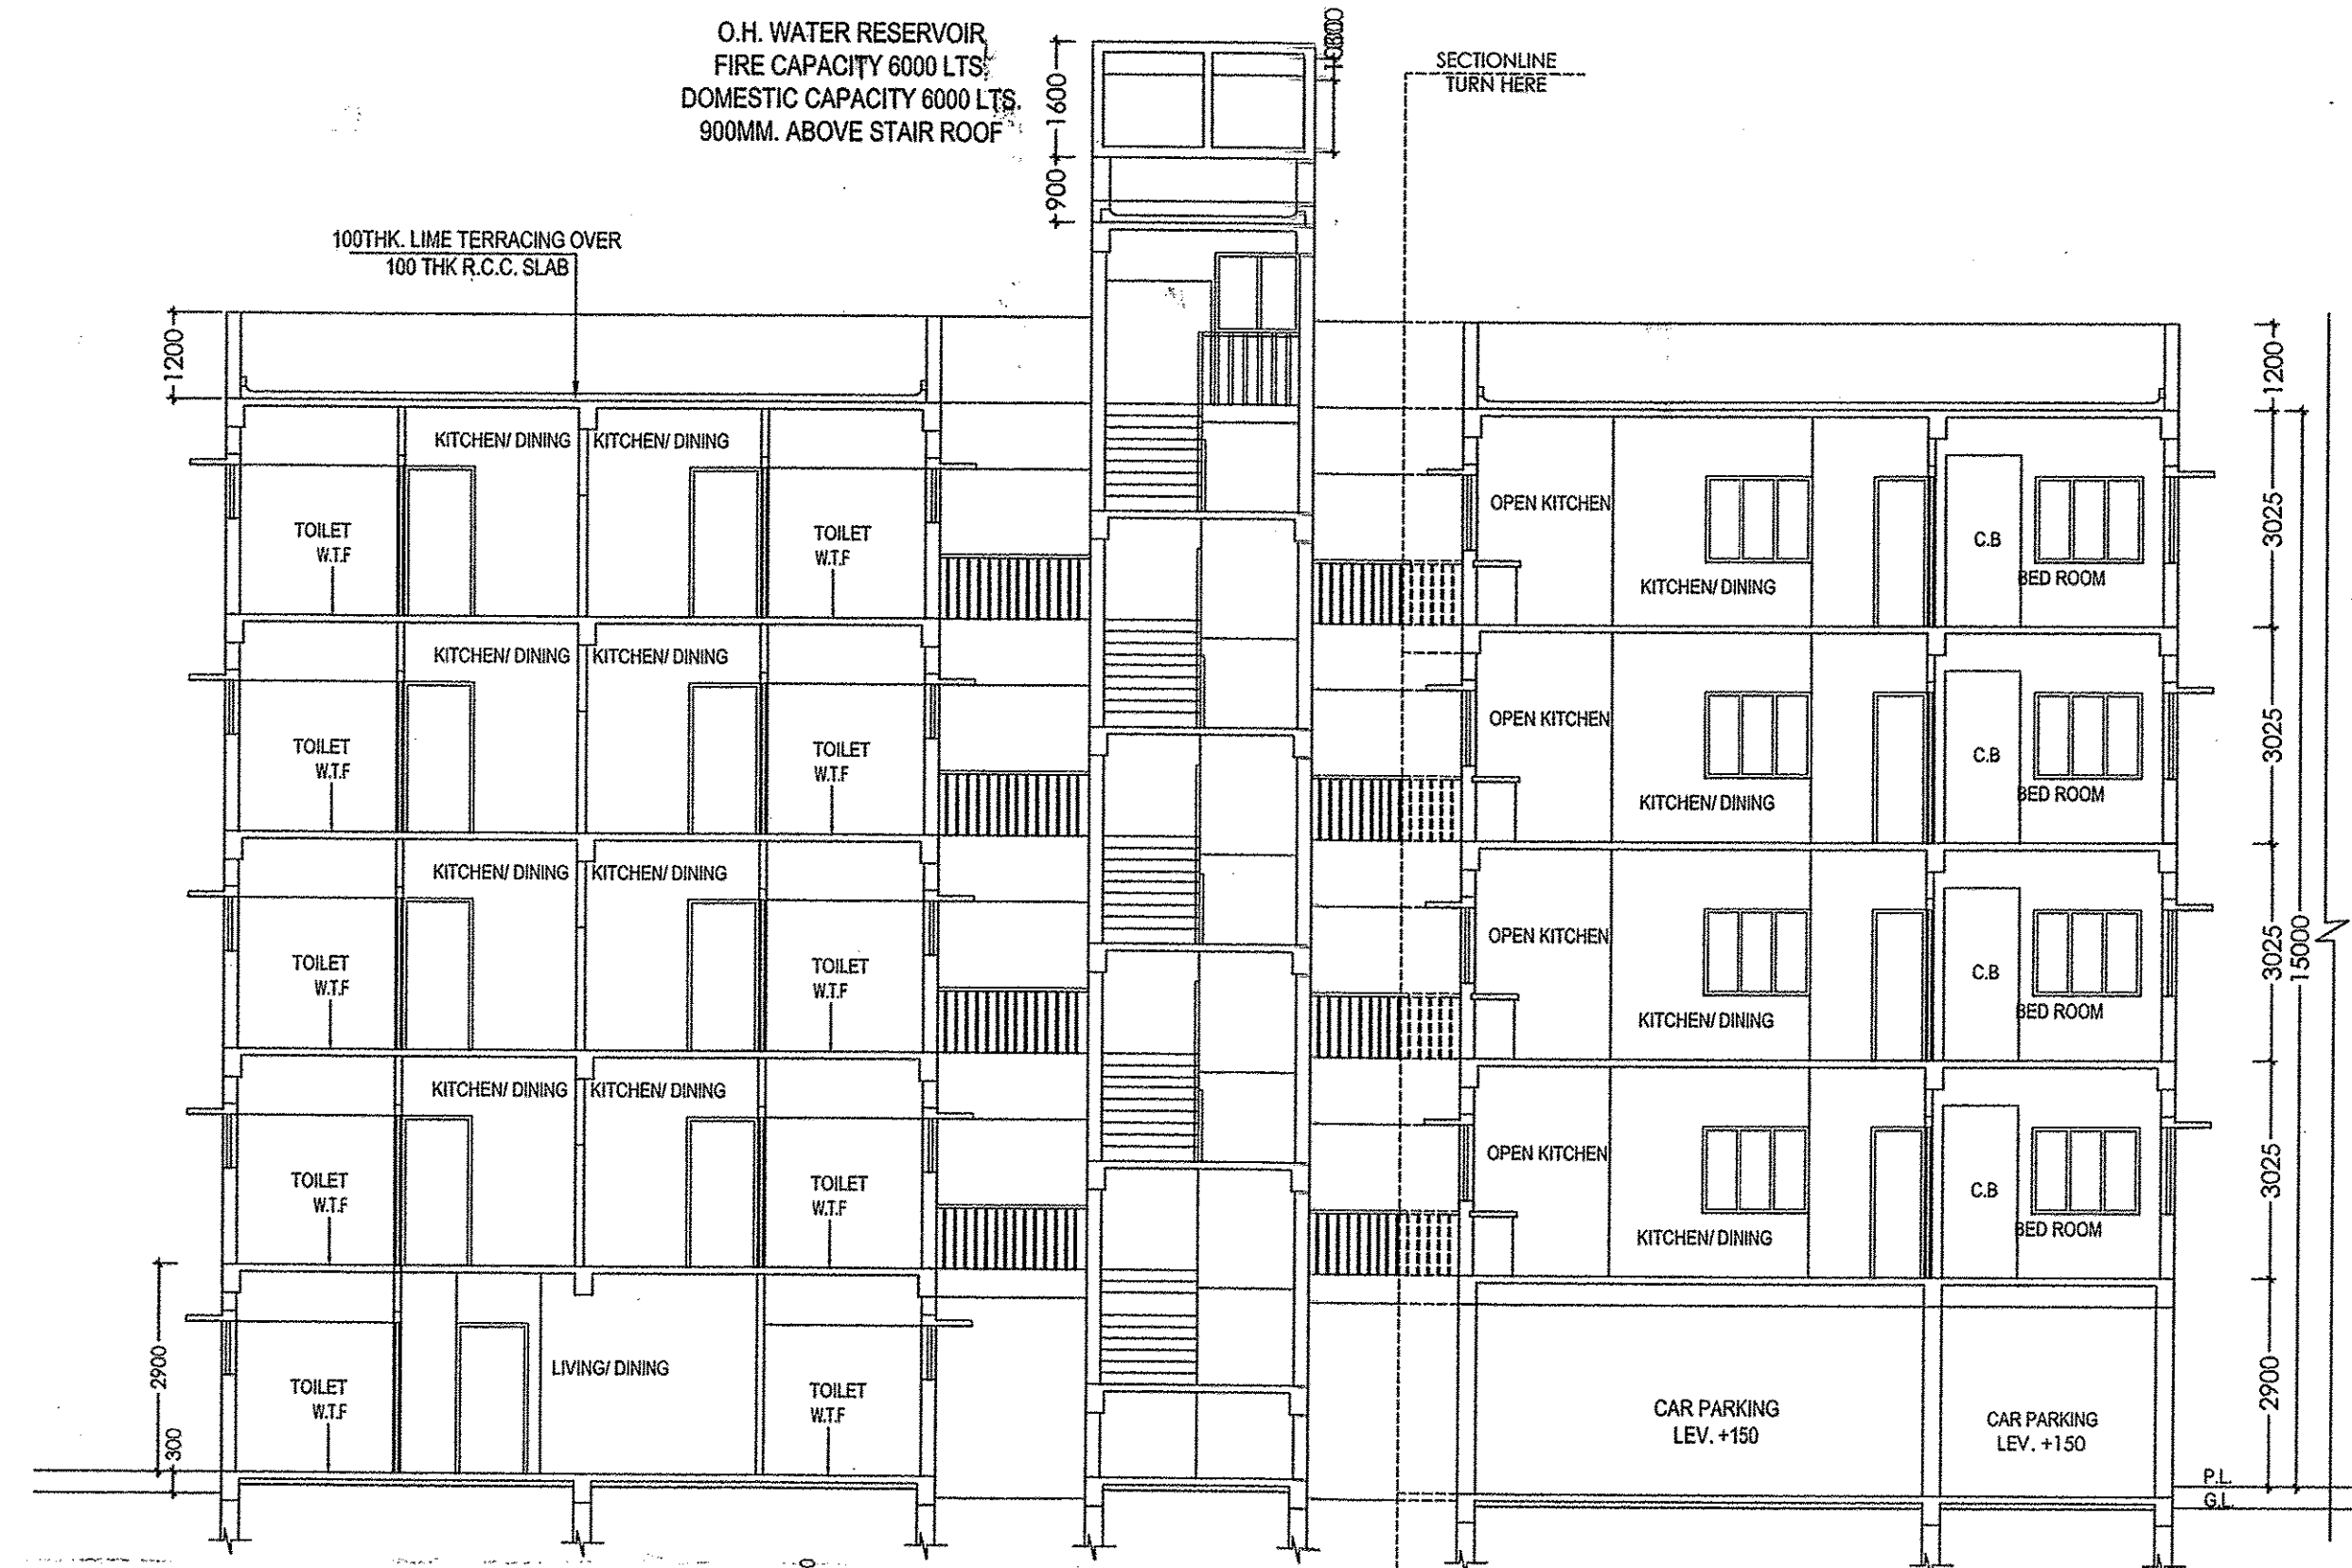 O.H. WATER RESERVOIR
FIRE CAPACITY 6000 LTS.
DOMESTIC CAPACITY 6000 LTS.
900MM. ABOVE STAIR ROOF
1600
900
SECTIONLINE
TURN HERE
100THK. LIME TERRACING OVER
100 THK R.C.C. SLAB
1200
1200
KITCHEN/ DINING
KITCHEN/ DINING
TOILET
W.T.F
TOILET
W.T.F
OPEN KITCHEN
KITCHEN/ DINING
C.B
BED ROOM
3025
KITCHEN/ DINING
KITCHEN/ DINING
TOILET
W.T.F
TOILET
W.T.F
OPEN KITCHEN
KITCHEN/ DINING
C.B
BED ROOM
3025
KITCHEN/ DINING
KITCHEN/ DINING
TOILET
W.T.F
TOILET
W.T.F
OPEN KITCHEN
KITCHEN/ DINING
C.B
BED ROOM
3025
15000
KITCHEN/ DINING
KITCHEN/ DINING
TOILET
W.T.F
TOILET
W.T.F
OPEN KITCHEN
KITCHEN/ DINING
C.B
BED ROOM
3025
2900
300
TOILET
W.T.F
LIVING/ DINING
TOILET
W.T.F
CAR PARKING
LEV. +150
CAR PARKING
LEV. +150
2900
P.L.
G.L.